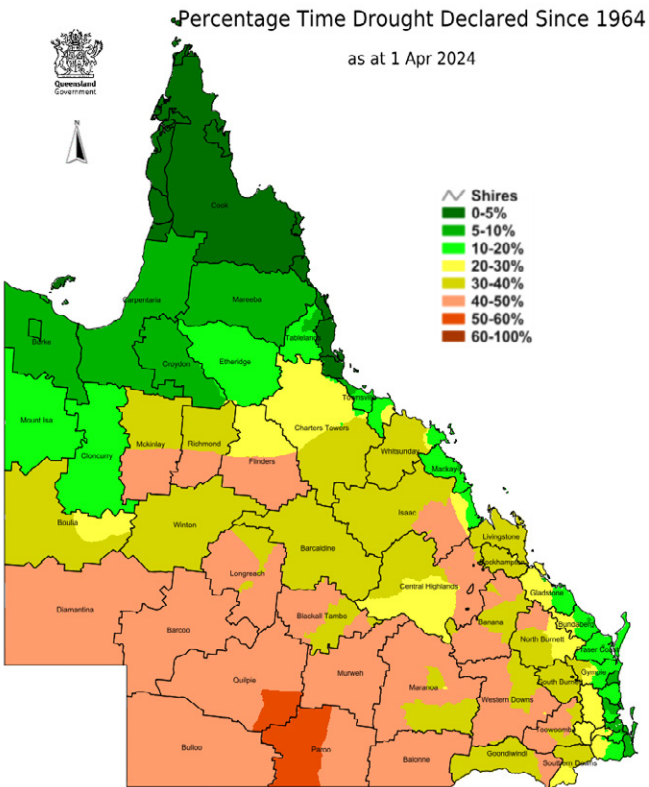 Percentage Time Drought Declared Since 1964
as at 1 Apr 2024
Queensland
Government
N
Shires
0-5%
5-10%
10-20%
20-30%
30-40%
40-50%
50-60%
60-100%
Cook
Carpentaria
Mareeba
Burke
Croydon
Etheridge
Tablelands
Townsville
Mount Isa
Cloncurry
Mckinlay
Richmond
Flinders
Charters Towers
Whitsunday
Mackay
Boulia
Winton
Isaac
Barcaldine
Livingstone
Rockhampton
Longreach
Central Highlands
Gladstone
Diamantina
Barcoo
Blackall Tambo
Banana
Bundaberg
North Burnett
Fraser Coast
Quilpie
Murweh
Maranoa
Western Downs
South Burnett
Gympie
Bulloo
Paroo
Balonne
Goondiwindi
Toowoomba
Southern Downs